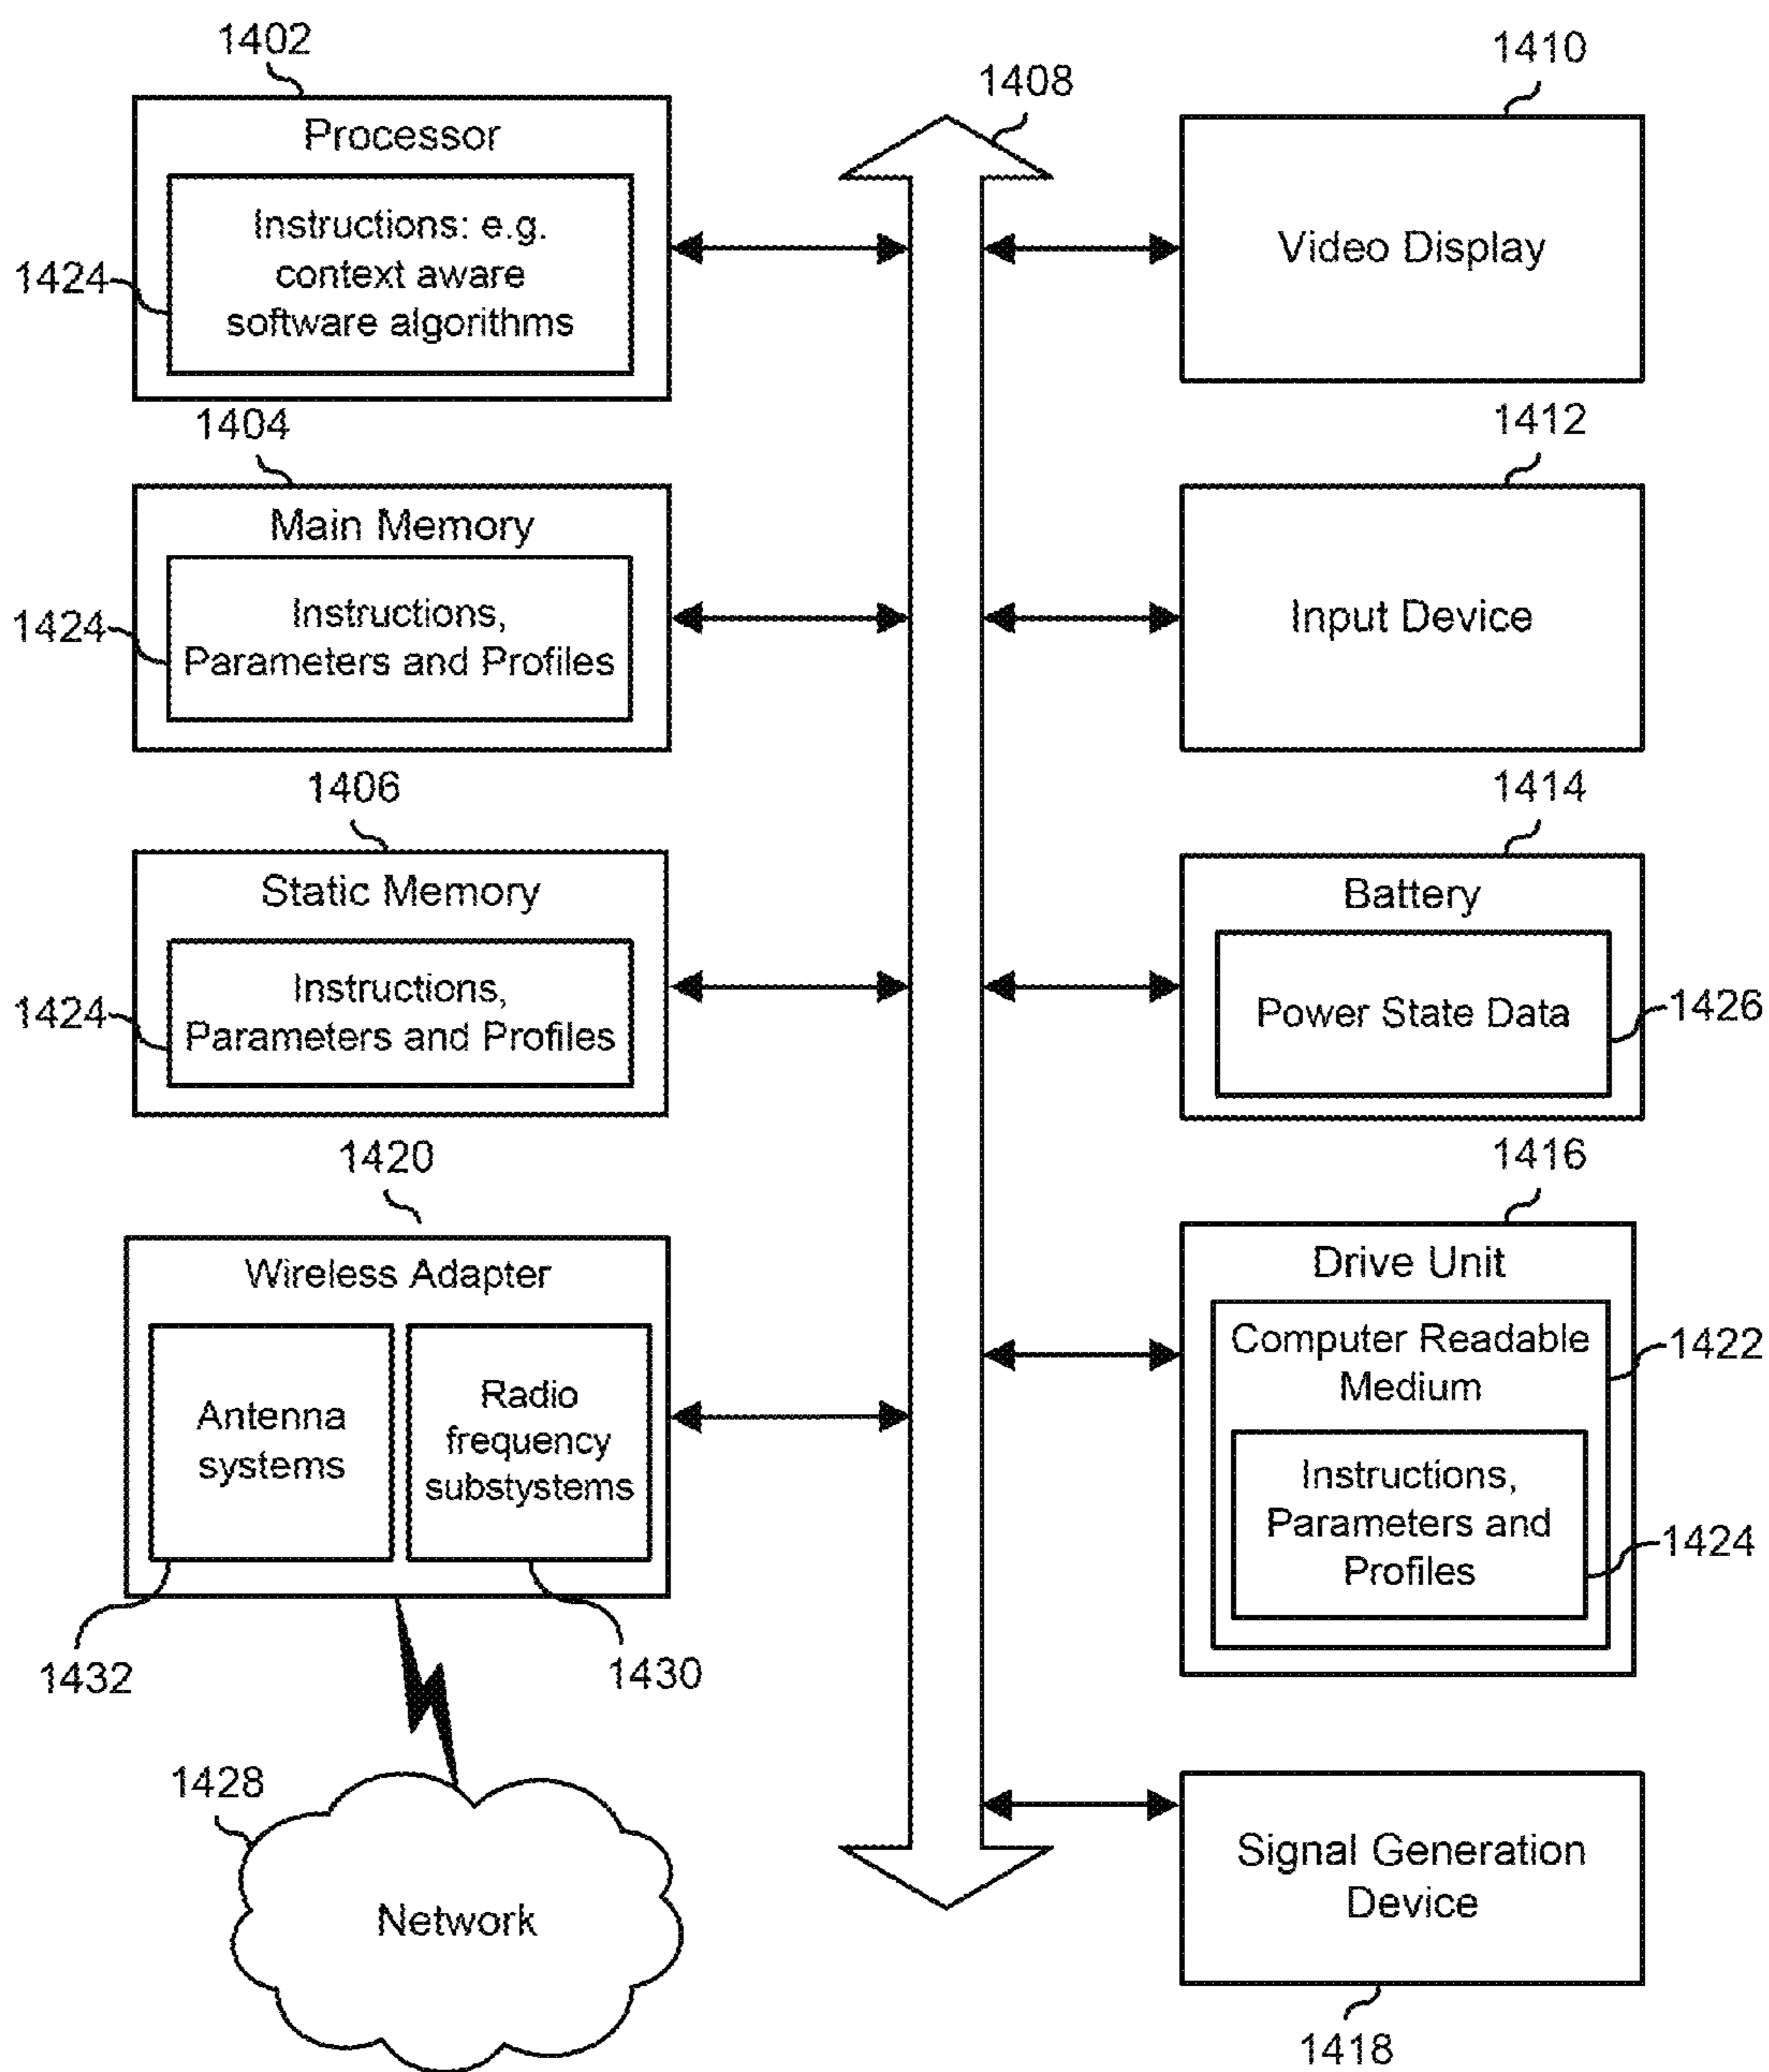 1402
Processor
Instructions: e.g.
context aware
software algorithms
1424
1404
Main Memory
Instructions,
Parameters and Profiles
1424
1406
Static Memory
Instructions,
Parameters and Profiles
1424
1420
Wireless Adapter
Antenna
systems
Radio
frequency
substystems
1432
1430
1428
Network
1408
1410
Video Display
1412
Input Device
1414
Battery
Power State Data
1426
1416
Drive Unit
Computer Readable
Medium
1422
Instructions,
Parameters and
Profiles
1424
Signal Generation
Device
1418